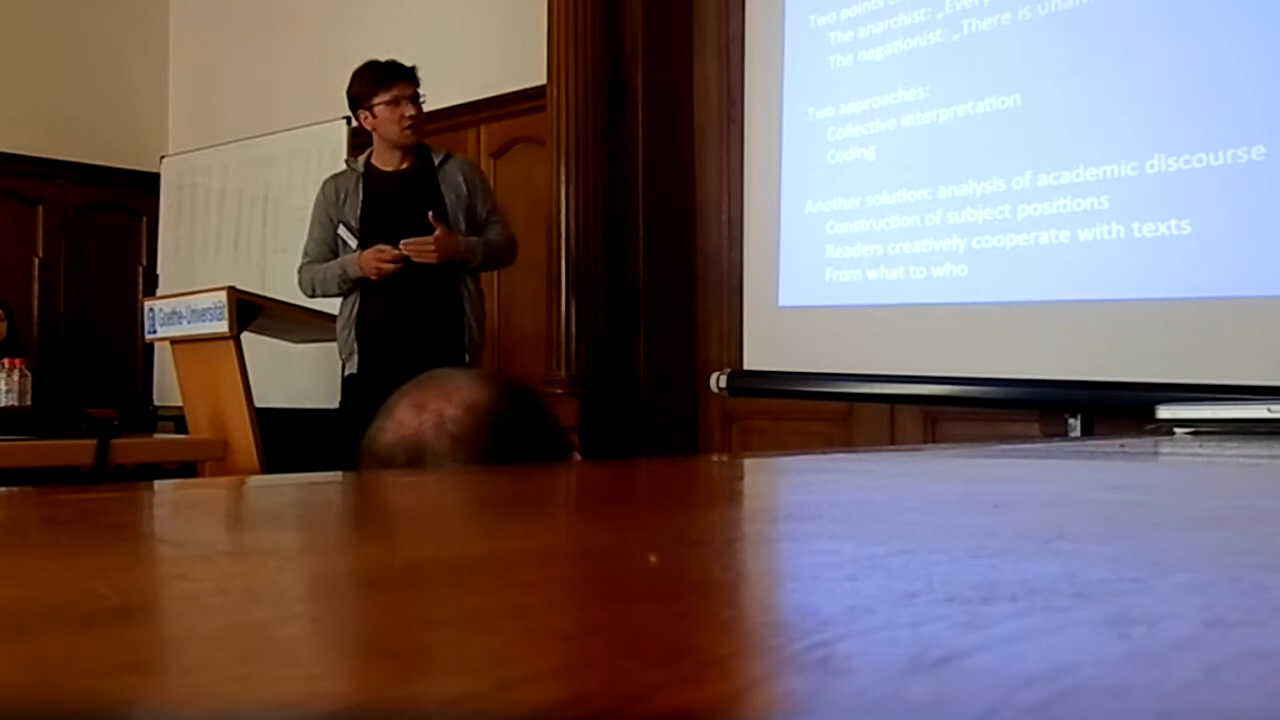 Two points
The anarchist: „Every
The negationist: „There is
Two approaches:
Collective interpretation
Coding
Another solution: analysis of academic discourse
Construction of subject positions
Readers creatively cooperate with texts
From what to who
Goethe-Universität